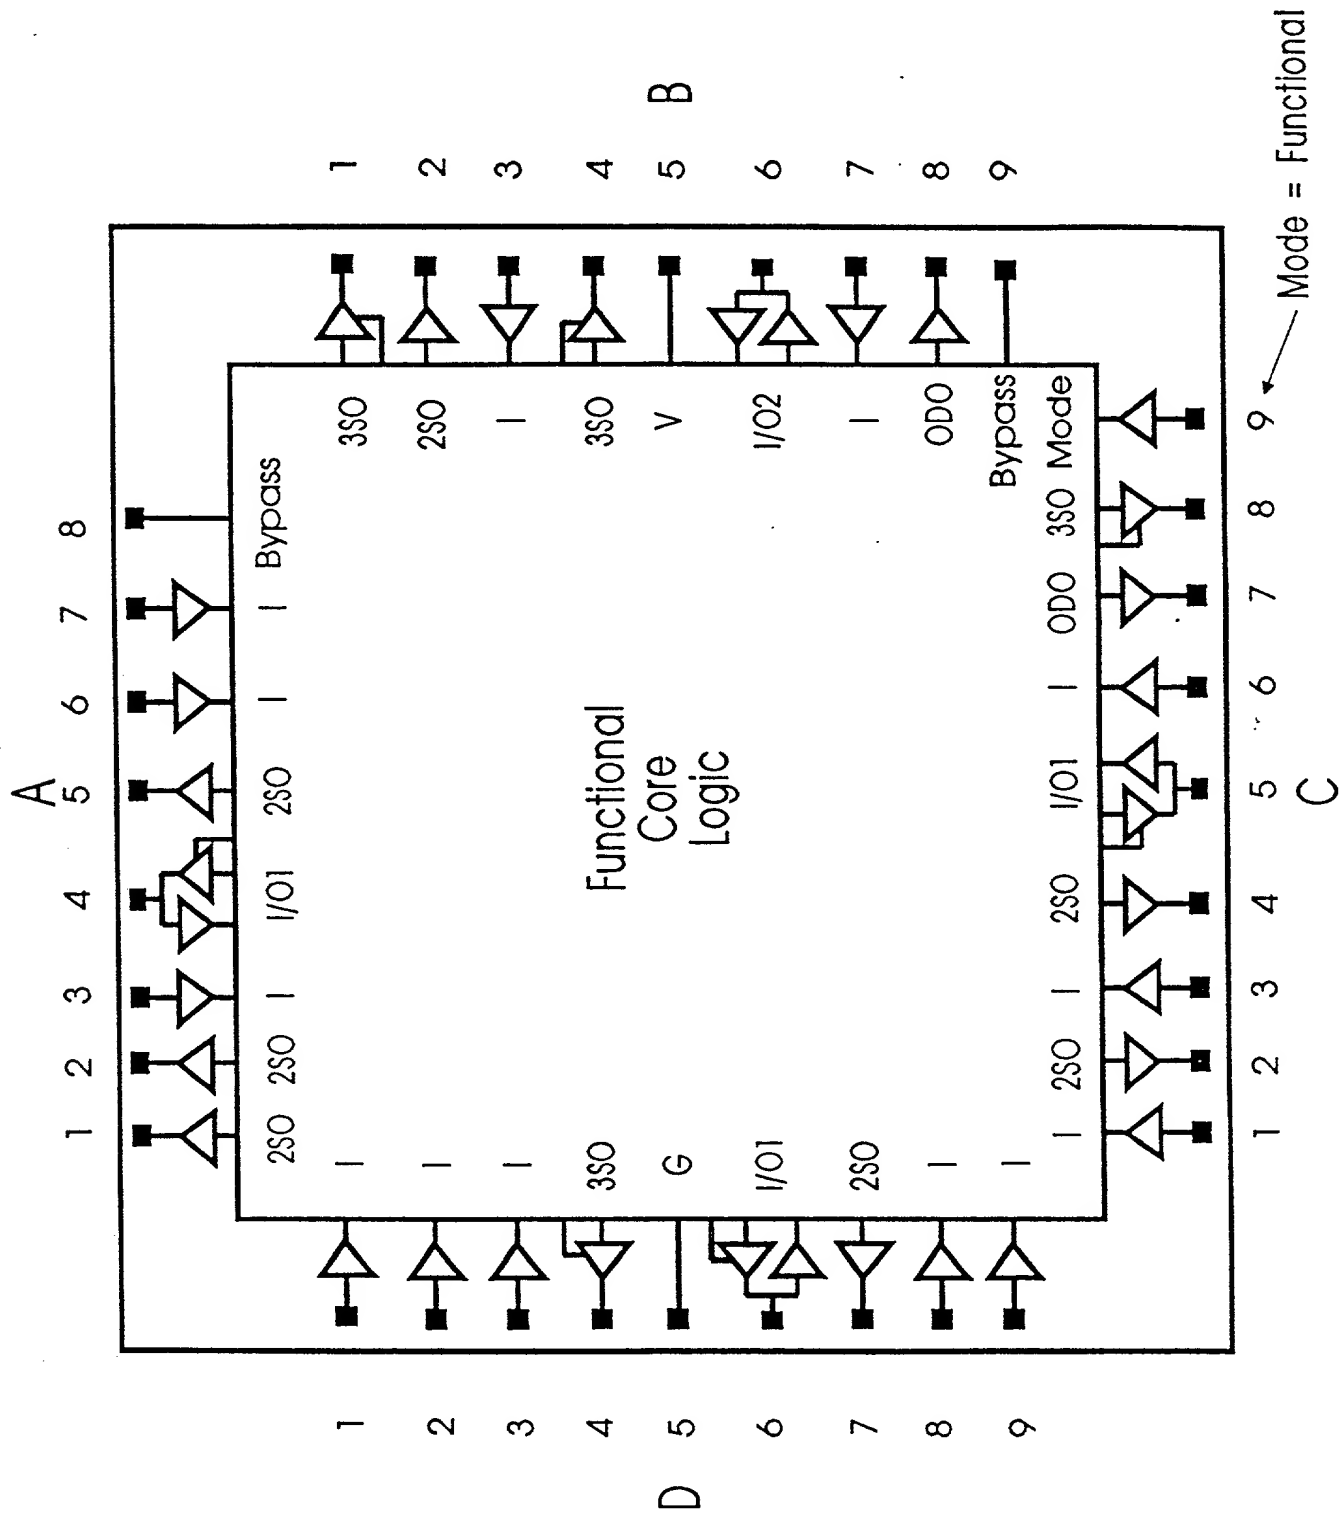 A
1
2
3
4
5
6
7
8
2SO
2SO
I
I/O1
2SO
I
I
Bypass
B
1
2
3
4
5
6
7
8
9
3SO
2SO
I
3SO
V
I/O2
I
ODO
Bypass
Functional
Core
Logic
I
I
I
3SO
G
I/O1
2SO
I
I
1
2
3
4
5
6
7
8
9
D
I
2SO
I
2SO
I/O1
I
ODO
3SO
Mode
1
2
3
4
5
6
7
8
9
C
Mode = Functional